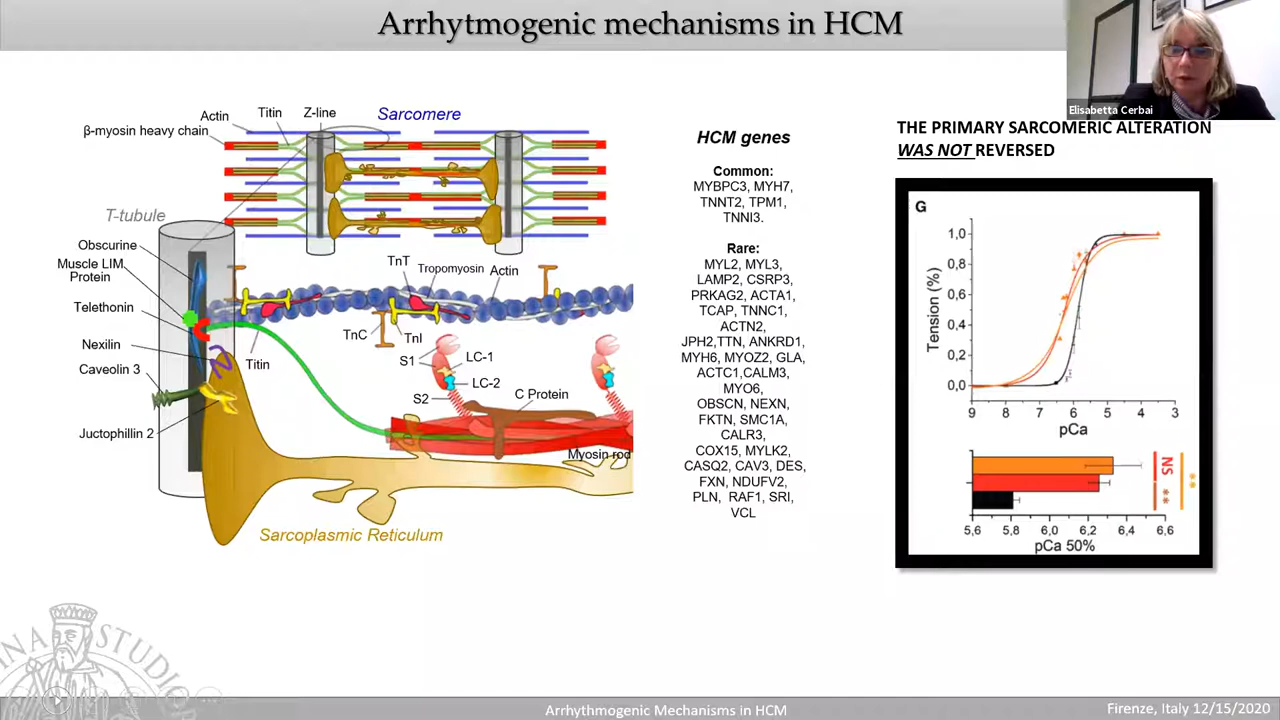 Arrhytmogenic mechanisms in HCM
Elisabetta Cerbai
Actin
Titin
Z-line
Sarcomere
β-myosin heavy chain
T-tubule
Obscurine
Muscle LIM
Protein
Telethonin
Nexilin
Caveolin 3
Juctophillin 2
TnT
Tropomyosin
Actin
TnC
TnI
Titin
S1
LC-1
LC-2
S2
C Protein
Myosin rod
Sarcoplasmic Reticulum
HCM genes
Common:
MYBPC3, MYH7,
TNNT2, TPM1,
TNNI3.
Rare:
MYL2, MYL3,
LAMP2, CSRP3,
PRKAG2, ACTA1,
TCAP, TNNC1,
ACTN2,
JPH2,TTN, ANKRD1,
MYH6, MYOZ2, GLA,
ACTC1,CALM3,
MYO6,
OBSCN, NEXN,
FKTN, SMC1A,
CALR3,
COX15, MYLK2,
CASQ2, CAV3, DES,
FXN, NDUFV2,
PLN, RAF1, SRI,
VCL
THE PRIMARY SARCOMERIC ALTERATION
WAS NOT REVERSED
G
Tension (%)
1,0
0,8
0,6
0,4
0,2
0,0
9 8 7 6 5 4 3
pCa
NS
**
**
5,6 5,8 6,0 6,2 6,4 6,6
pCa 50%
INA STUDIO
Arrhythmogenic Mechanisms in HCM
Firenze, Italy 12/15/2020